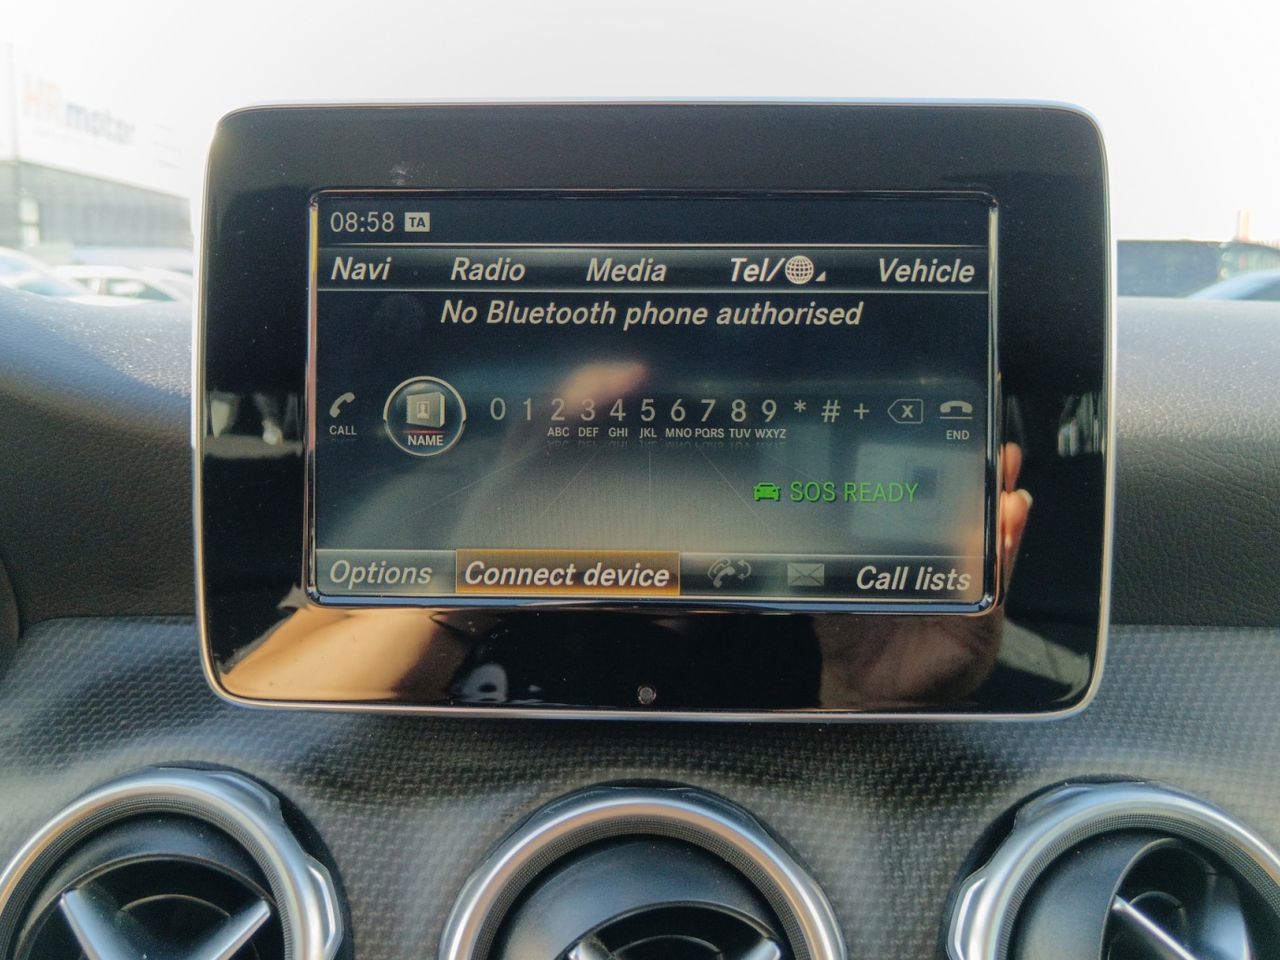 HRmotor
08:58 TA
Navi Radio Media Tel/ Vehicle
No Bluetooth phone authorised
0 1 2 3 4 5 6 7 8 9 * # + X
CALL NAME ABC DEF GHI JKL MNO PQRS TUV WXYZ END
SOS READY
Options Connect device Call lists